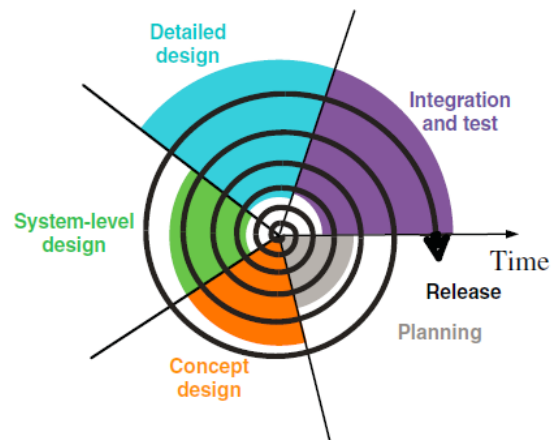 Detailed
design
Integration
and test
System-level
design
Time
Release
Planning
Concept
design